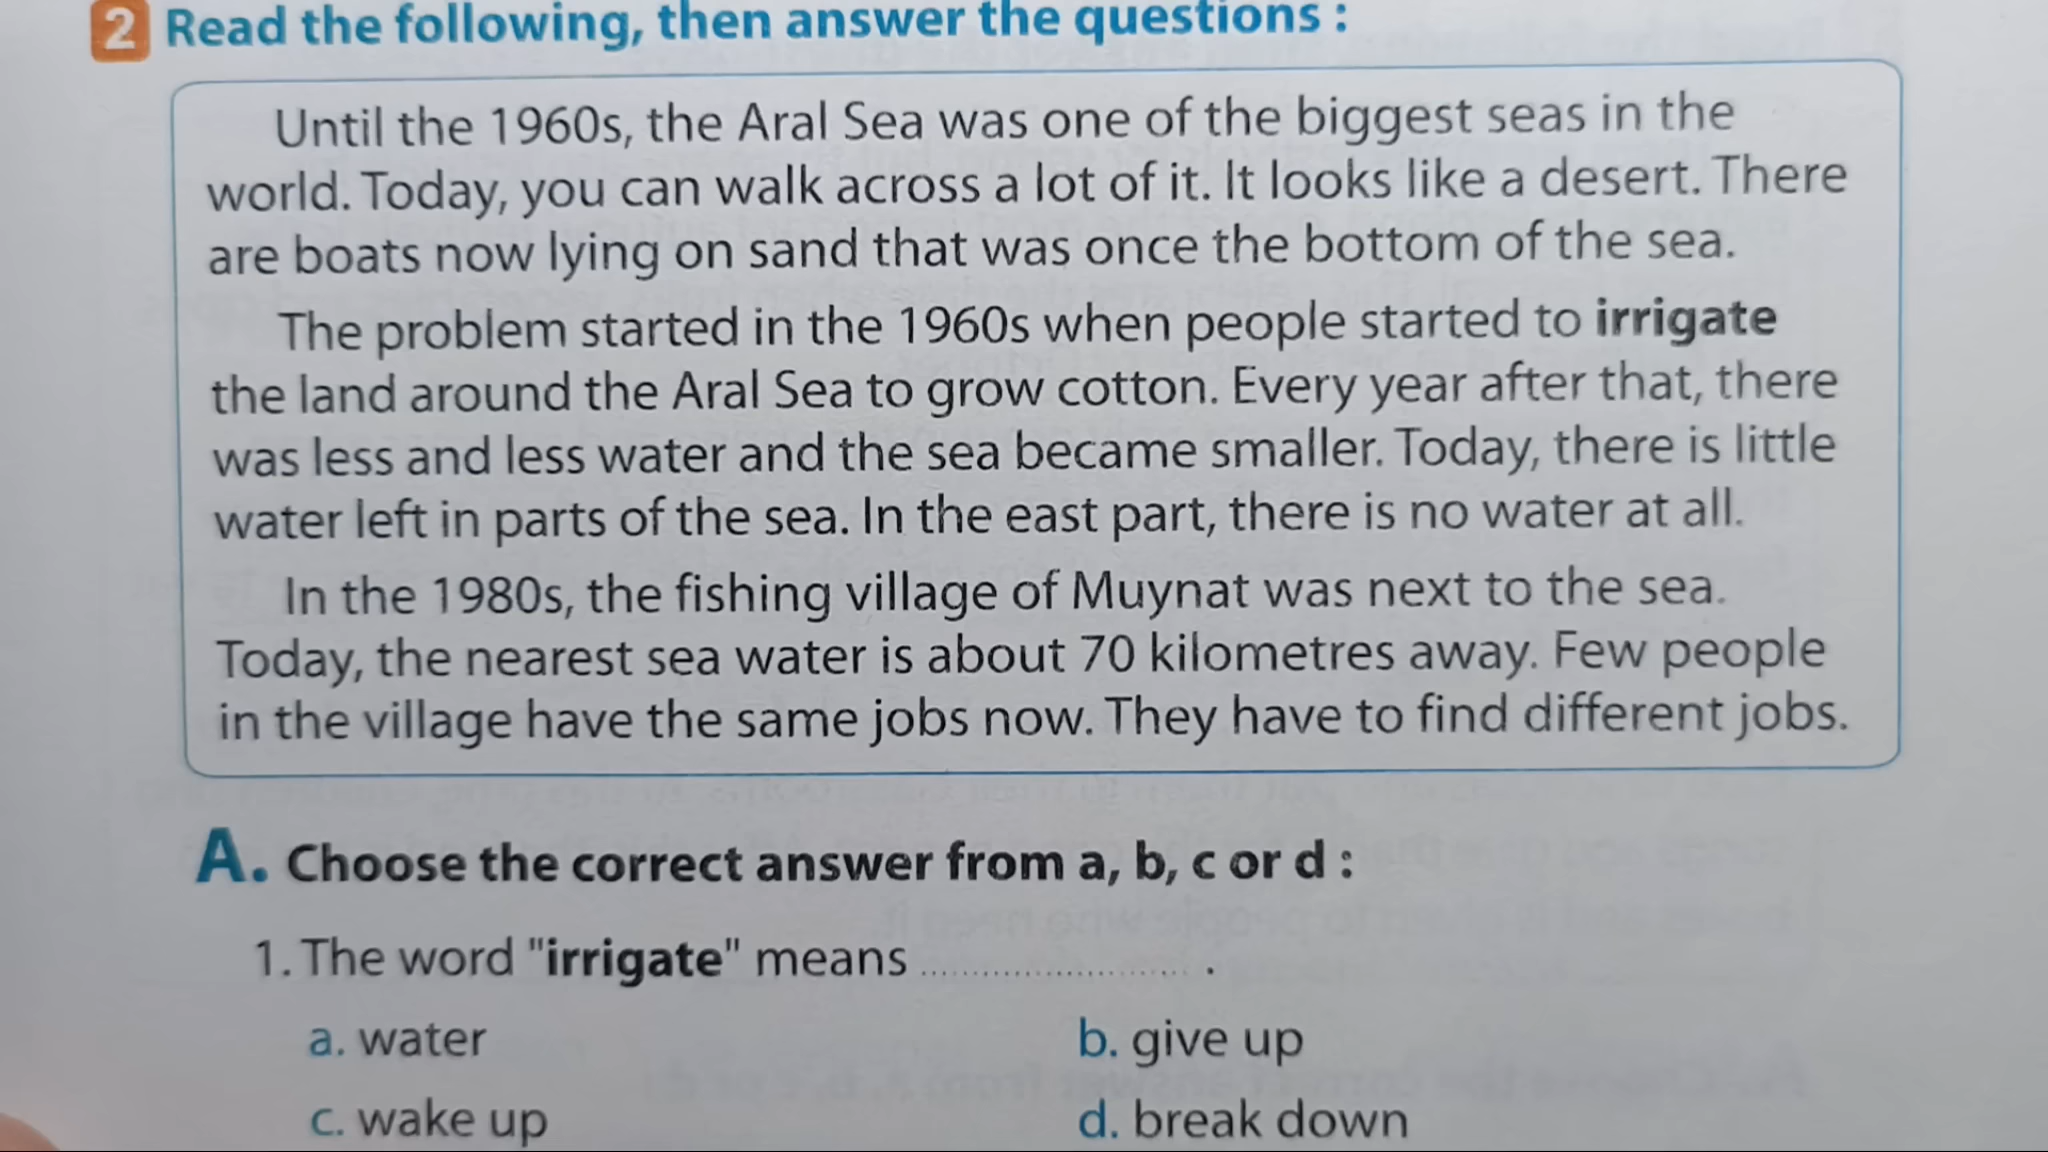 2 Read the following, then answer the questions :
Until the 1960s, the Aral Sea was one of the biggest seas in the
world. Today, you can walk across a lot of it. It looks like a desert. There
are boats now lying on sand that was once the bottom of the sea.
The problem started in the 1960s when people started to irrigate
the land around the Aral Sea to grow cotton. Every year after that, there
was less and less water and the sea became smaller. Today, there is little
water left in parts of the sea. In the east part, there is no water at all.
In the 1980s, the fishing village of Muynat was next to the sea.
Today, the nearest sea water is about 70 kilometres away. Few people
in the village have the same jobs now. They have to find different jobs.
A. Choose the correct answer from a, b, c or d :
1. The word "irrigate" means ........................ .
a. water b. give up
c. wake up d. break down